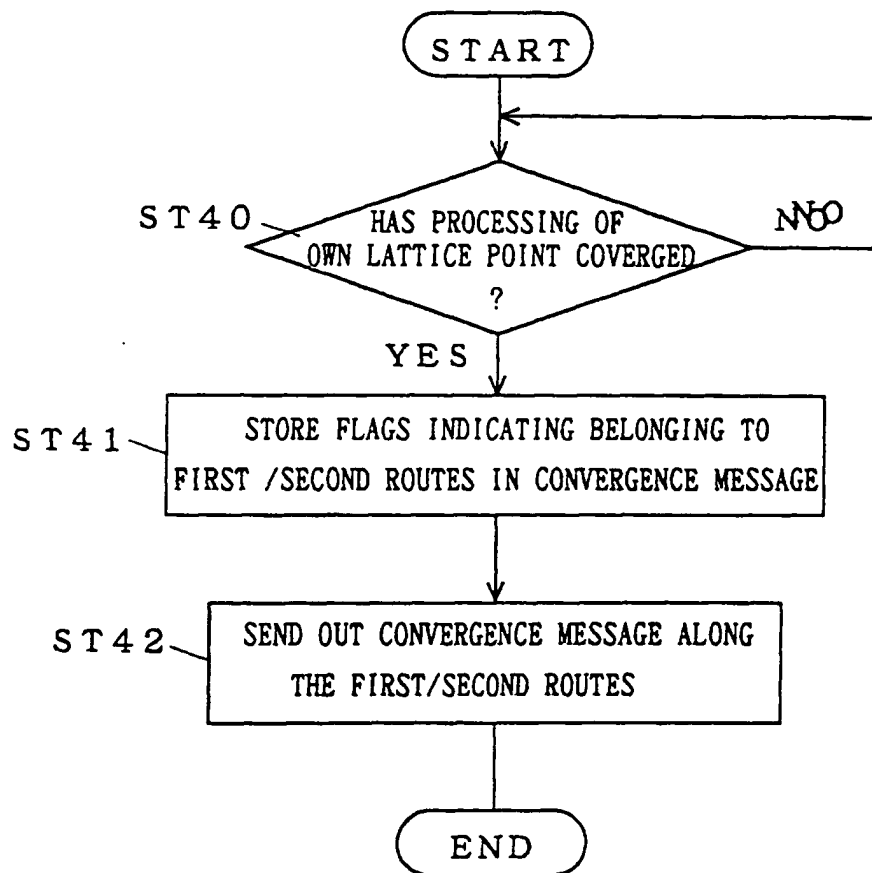 START
ST40
HAS PROCESSING OF
OWN LATTICE POINT COVERGED
?
NO
YES
ST41
STORE FLAGS INDICATING BELONGING TO
FIRST /SECOND ROUTES IN CONVERGENCE MESSAGE
ST42
SEND OUT CONVERGENCE MESSAGE ALONG
THE FIRST/SECOND ROUTES
END